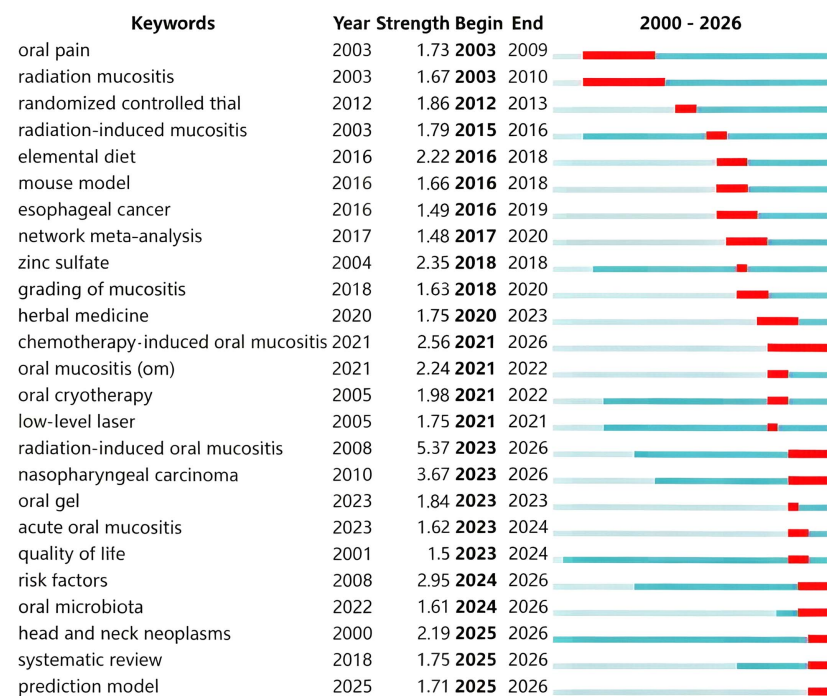 Keywords Year Strength Begin End 2000 - 2026
oral pain 2003 1.73 2003 2009
radiation mucositis 2003 1.67 2003 2010
randomized controlled thial 2012 1.86 2012 2013
radiation-induced mucositis 2003 1.79 2015 2016
elemental diet 2016 2.22 2016 2018
mouse model 2016 1.66 2016 2018
esophageal cancer 2016 1.49 2016 2019
network meta-analysis 2017 1.48 2017 2020
zinc sulfate 2004 2.35 2018 2018
grading of mucositis 2018 1.63 2018 2020
herbal medicine 2020 1.75 2020 2023
chemotherapy-induced oral mucositis 2021 2.56 2021 2026
oral mucositis (om) 2021 2.24 2021 2022
oral cryotherapy 2005 1.98 2021 2022
low-level laser 2005 1.75 2021 2021
radiation-induced oral mucositis 2008 5.37 2023 2026
nasopharyngeal carcinoma 2010 3.67 2023 2026
oral gel 2023 1.84 2023 2023
acute oral mucositis 2023 1.62 2023 2024
quality of life 2001 1.5 2023 2024
risk factors 2008 2.95 2024 2026
oral microbiota 2022 1.61 2024 2026
head and neck neoplasms 2000 2.19 2025 2026
systematic review 2018 1.75 2025 2026
prediction model 2025 1.71 2025 2026